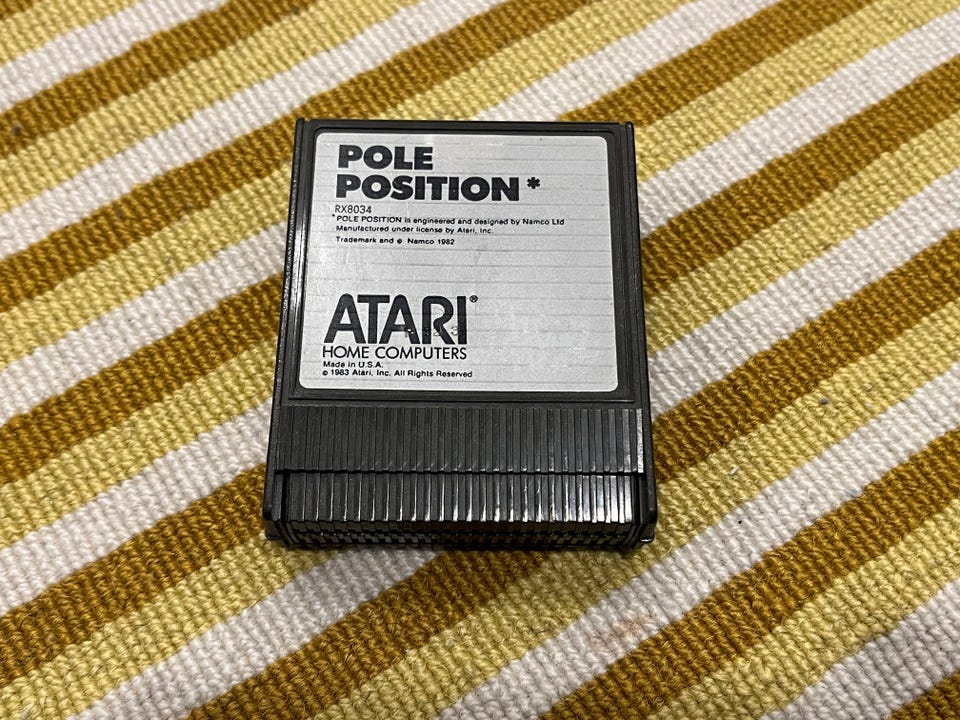 POLE
POSITION*
RX8034
*POLE POSITION is engineered and designed by Namco Ltd
Manufactured under license by Atari, Inc.
Trademark and © Namco 1982
ATARI®
HOME COMPUTERS
Made in U.S.A.
© 1983 Atari, Inc. All Rights Reserved